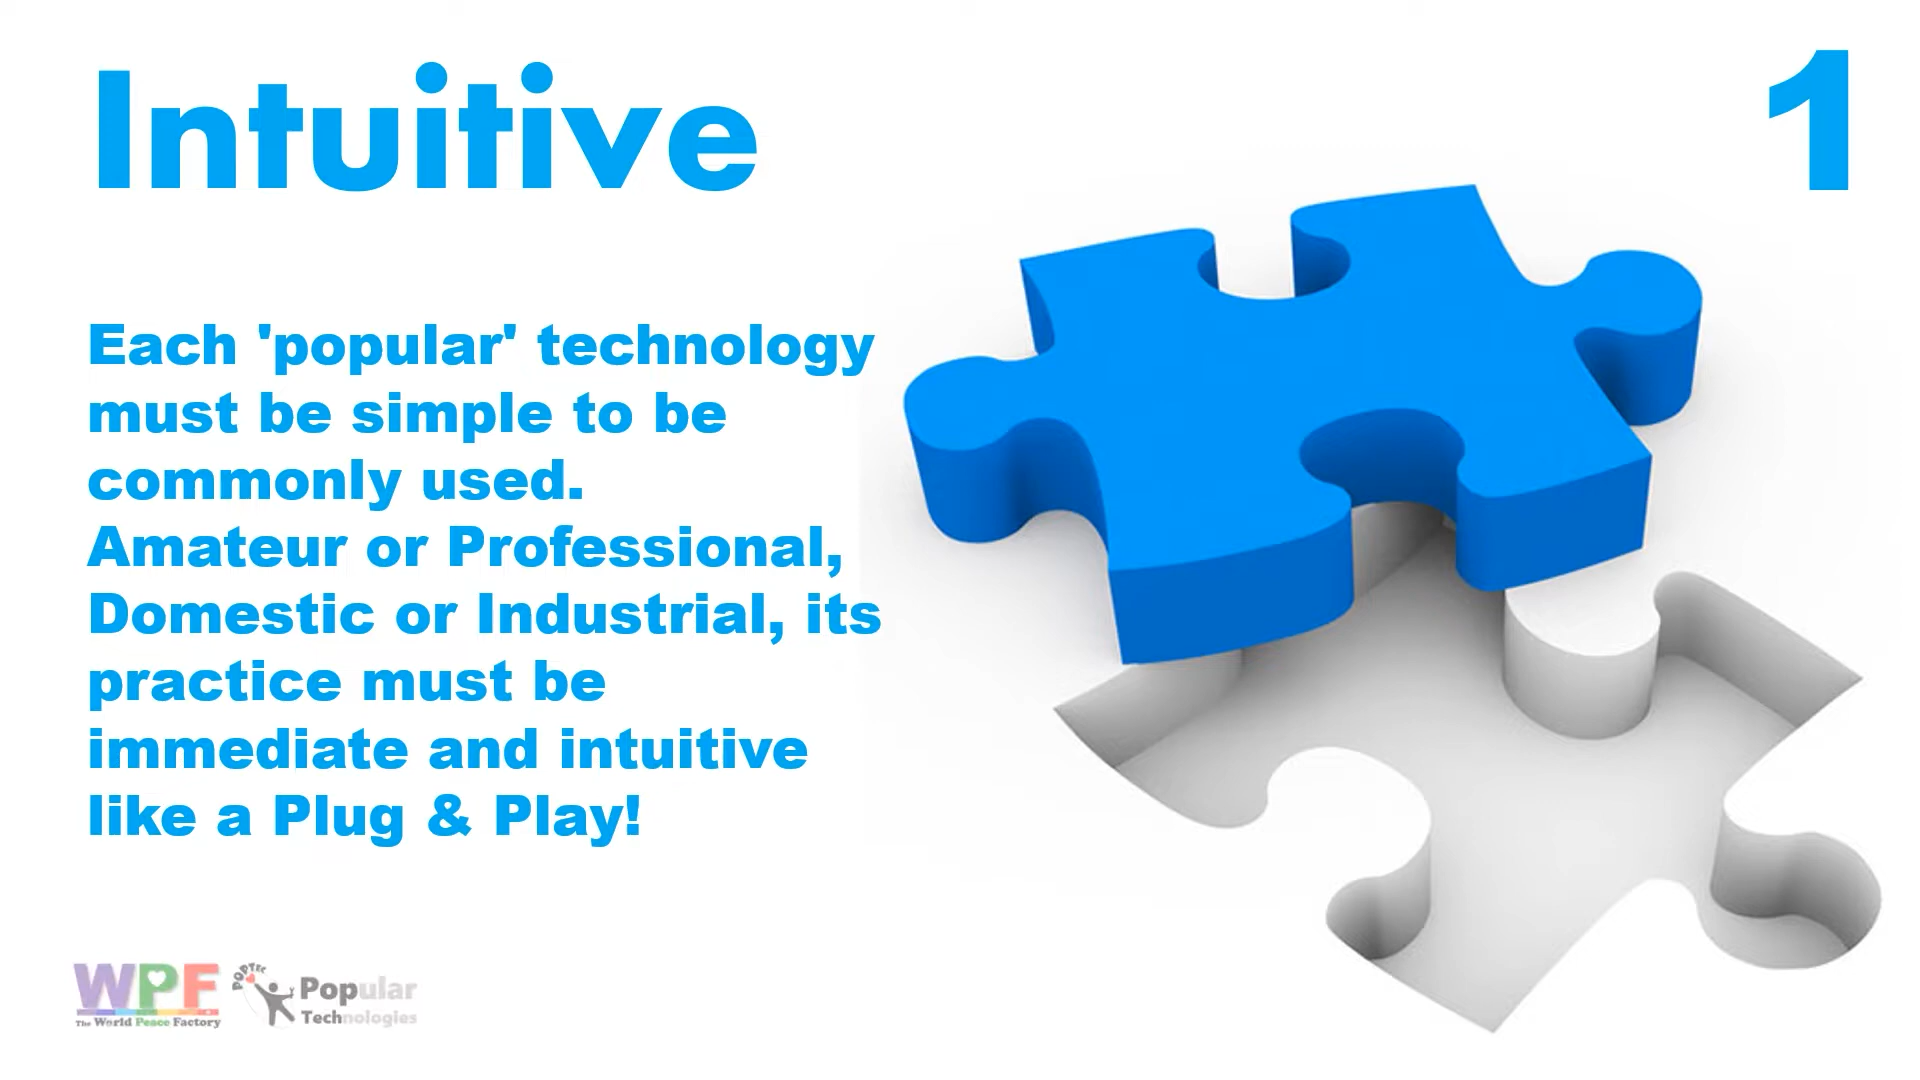 Intuitive
1
Each 'popular' technology
must be simple to be
commonly used.
Amateur or Professional,
Domestic or Industrial, its
practice must be
immediate and intuitive
like a Plug & Play!
WPF
The World Peace Factory
POPTEC
Popular
Technologies